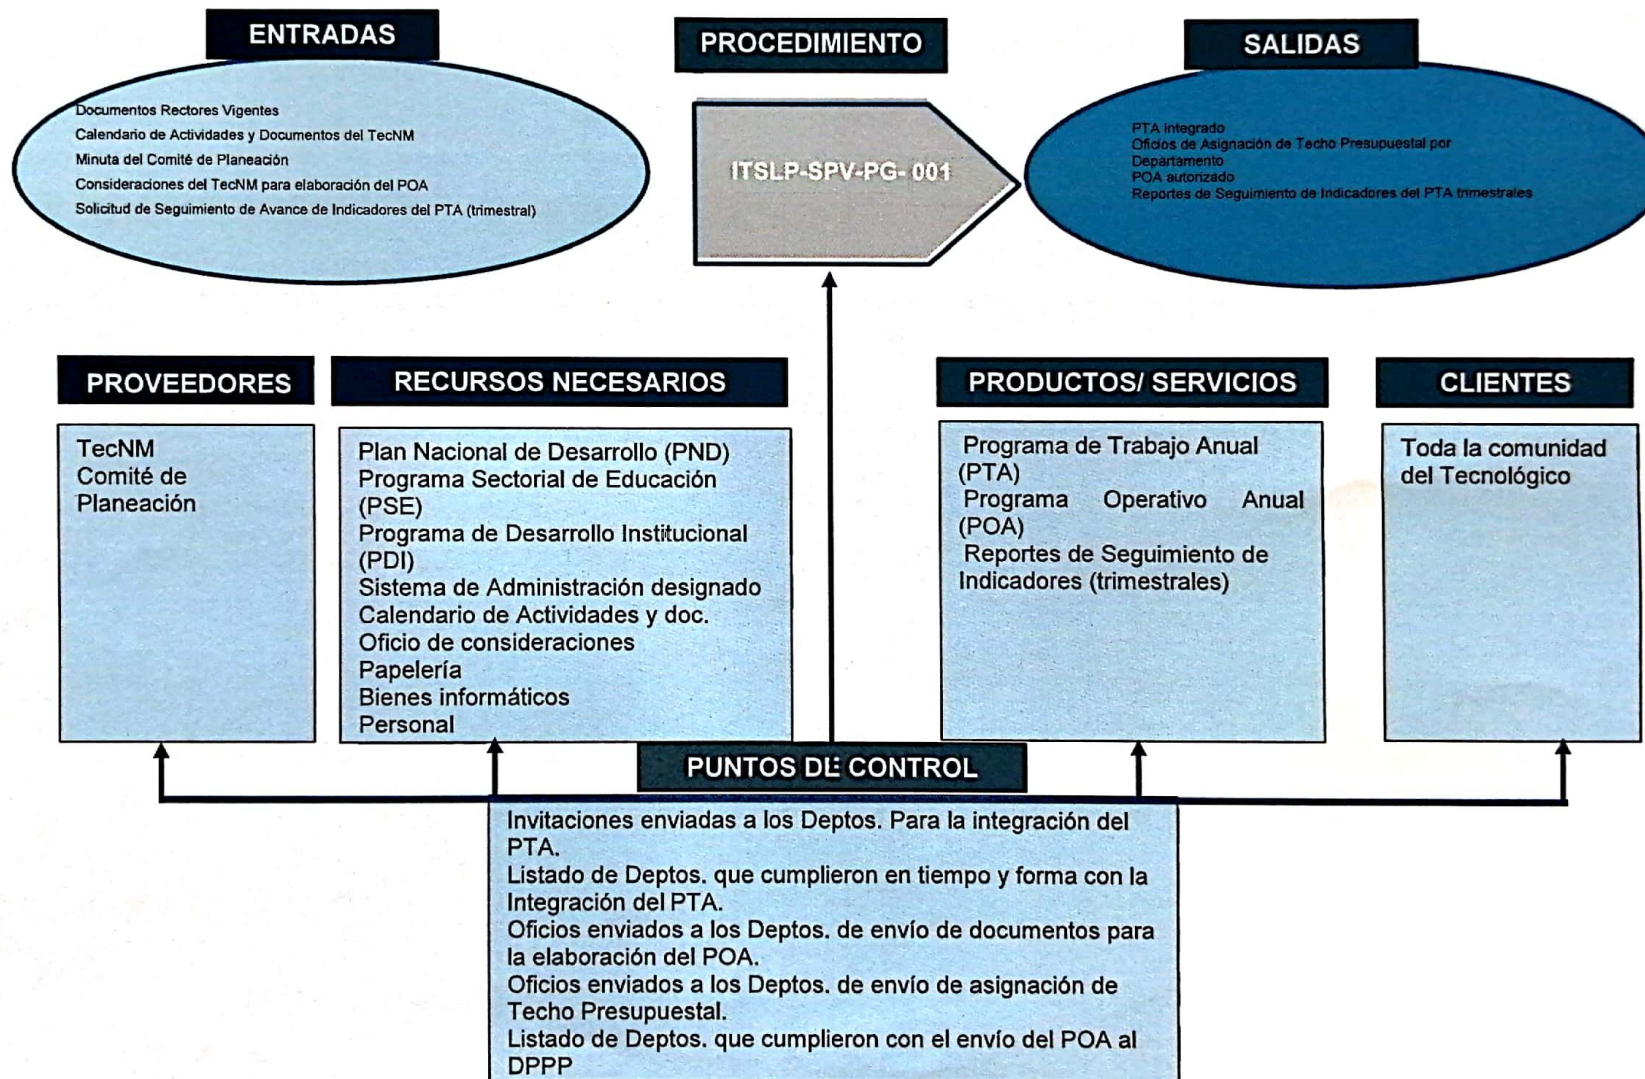 ENTRADAS
Documentos Rectores Vigentes
Calendario de Actividades y Documentos del TecNM
Minuta del Comité de Planeación
Consideraciones del TecNM para elaboración del POA
Solicitud de Seguimiento de Avance de Indicadores del PTA (trimestral)
PROCEDIMIENTO
ITSLP-SPV-PG- 001
SALIDAS
PTA integrado
Oficios de Asignación de Techo Presupuestal por
Departamento
POA autorizado
Reportes de Seguimiento de Indicadores del PTA trimestrales
PROVEEDORES
TecNM
Comité de
Planeación
RECURSOS NECESARIOS
Plan Nacional de Desarrollo (PND)
Programa Sectorial de Educación
(PSE)
Programa de Desarrollo Institucional
(PDI)
Sistema de Administración designado
Calendario de Actividades y doc.
Oficio de consideraciones
Papelería
Bienes informáticos
Personal
PRODUCTOS/ SERVICIOS
Programa de Trabajo Anual
(PTA)
Programa Operativo Anual
(POA)
Reportes de Seguimiento de
Indicadores (trimestrales)
CLIENTES
Toda la comunidad
del Tecnológico
PUNTOS DE CONTROL
Invitaciones enviadas a los Deptos. Para la integración del
PTA.
Listado de Deptos. que cumplieron en tiempo y forma con la
Integración del PTA.
Oficios enviados a los Deptos. de envío de documentos para
la elaboración del POA.
Oficios enviados a los Deptos. de envío de asignación de
Techo Presupuestal.
Listado de Deptos. que cumplieron con el envío del POA al
DPPP